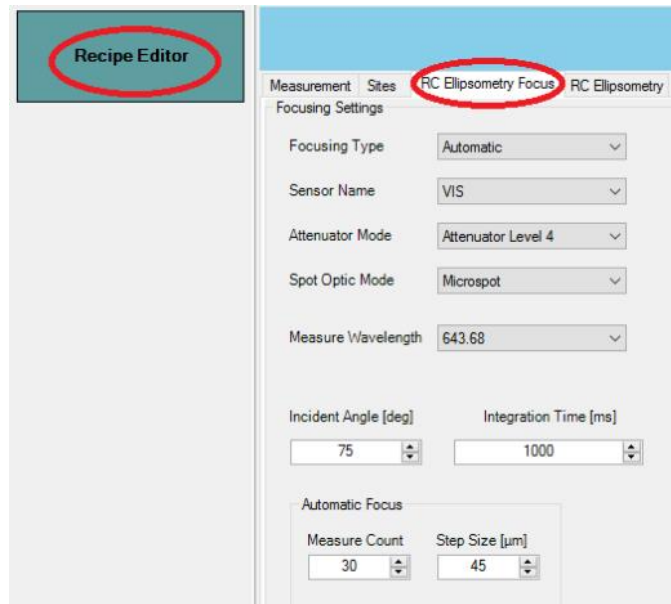 Recipe Editor
Measurement Sites RC Ellipsometry Focus RC Ellipsometry
Focusing Settings
Focusing Type Automatic
Sensor Name VIS
Attenuator Mode Attenuator Level 4
Spot Optic Mode Microspot
Measure Wavelength 643.68
Incident Angle [deg] Integration Time [ms]
75 1000
Automatic Focus
Measure Count Step Size [µm]
30 45